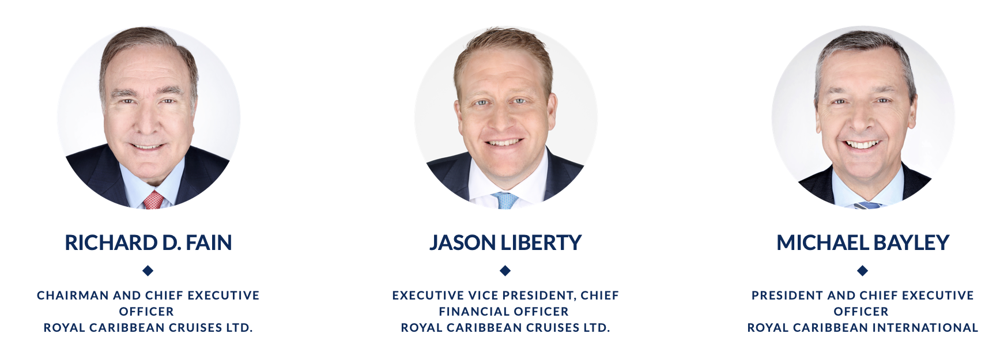 RICHARD D. FAIN
CHAIRMAN AND CHIEF EXECUTIVE
OFFICER
ROYAL CARIBBEAN CRUISES LTD.
JASON LIBERTY
EXECUTIVE VICE PRESIDENT, CHIEF
FINANCIAL OFFICER
ROYAL CARIBBEAN CRUISES LTD.
MICHAEL BAYLEY
PRESIDENT AND CHIEF EXECUTIVE
OFFICER
ROYAL CARIBBEAN INTERNATIONAL